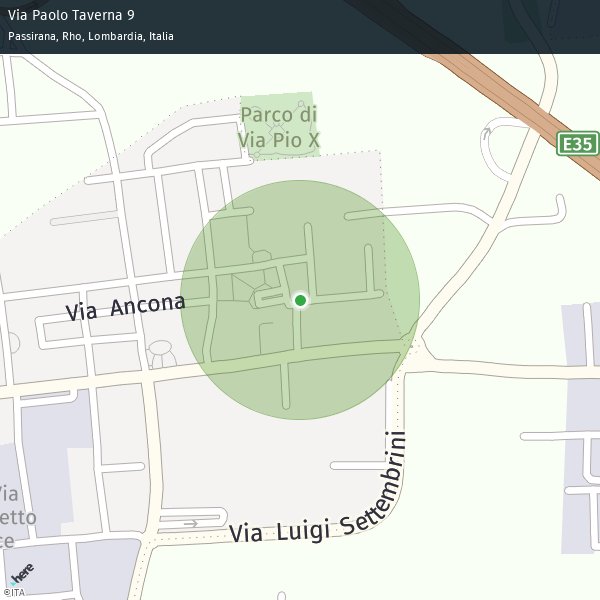 Via Paolo Taverna 9
Passirana, Rho, Lombardia, Italia
Parco di
Via Pio X
E35
Via Ancona
Via Luigi Settembrini
Via
etto
ce
here
©ITA